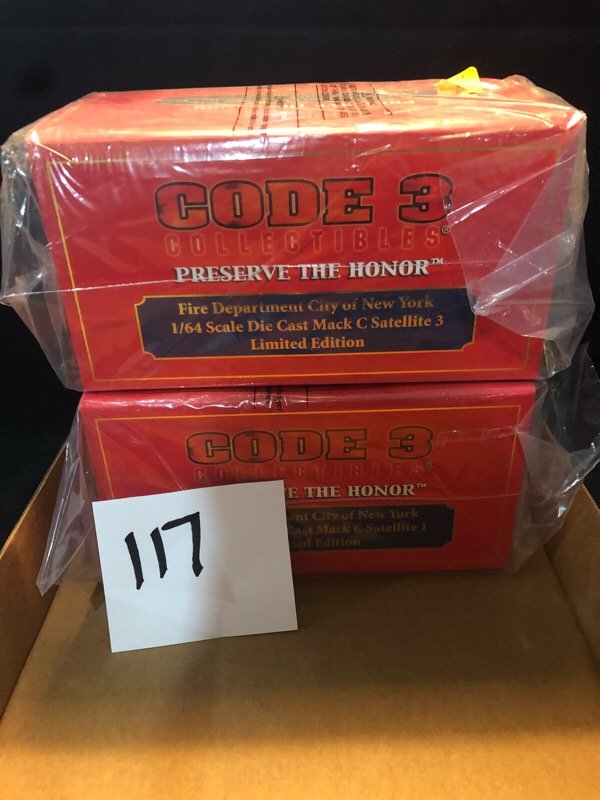 CODE 3
COLLECTIBLES®
PRESERVE THE HONOR™
Fire Department City of New York
1/64 Scale Die Cast Mack C Satellite 3
Limited Edition
CODE 3
COLLECTIBLES®
THE HONOR™
City of New York
Cast Mack C Satellite 1
Edition
117